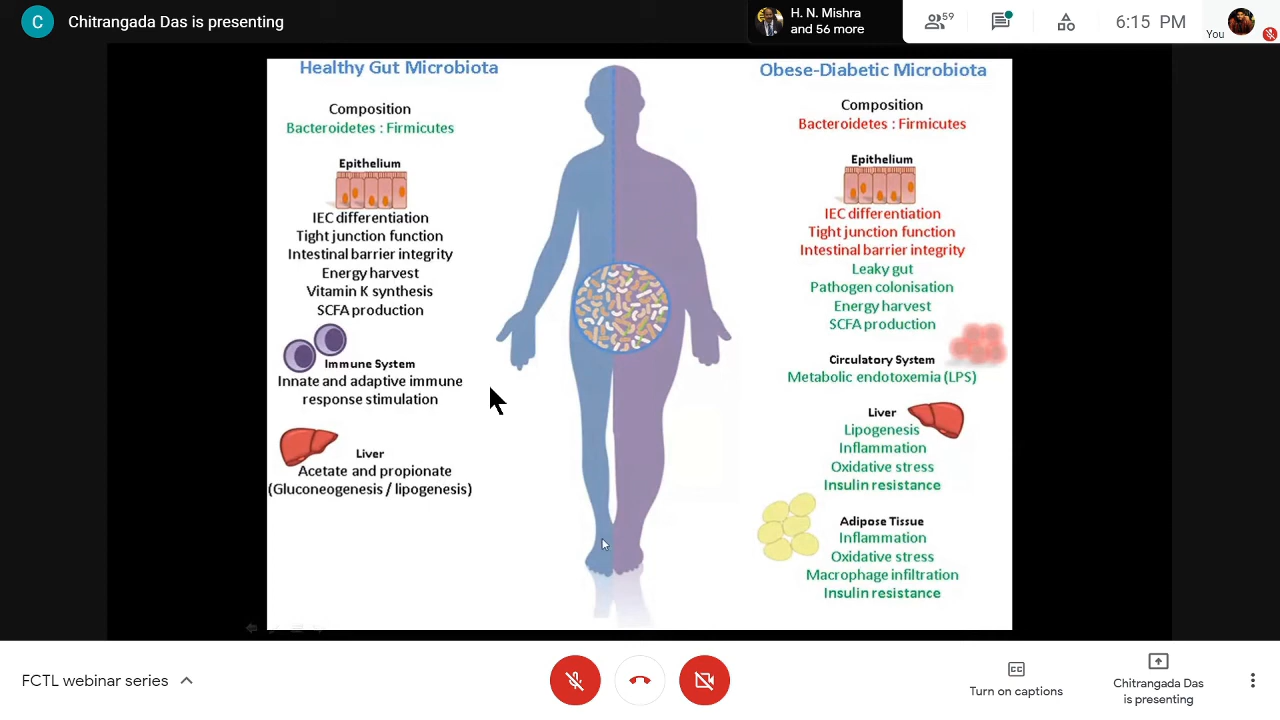 C
Chitrangada Das is presenting
H. N. Mishra
and 56 more
59
6:15 PM
You
Healthy Gut Microbiota
Composition
Bacteroidetes : Firmicutes
Epithelium
IEC differentiation
Tight junction function
Intestinal barrier integrity
Energy harvest
Vitamin K synthesis
SCFA production
Immune System
Innate and adaptive immune
response stimulation
Liver
Acetate and propionate
(Gluconeogenesis / lipogenesis)
Obese-Diabetic Microbiota
Composition
Bacteroidetes : Firmicutes
Epithelium
IEC differentiation
Tight junction function
Intestinal barrier integrity
Leaky gut
Pathogen colonisation
Energy harvest
SCFA production
Circulatory System
Metabolic endotoxemia (LPS)
Liver
Lipogenesis
Inflammation
Oxidative stress
Insulin resistance
Adipose Tissue
Inflammation
Oxidative stress
Macrophage infiltration
Insulin resistance
FCTL webinar series
CC
Turn on captions
Chitrangada Das
is presenting